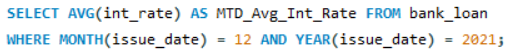 SELECT AVG(int_rate) AS MTD_Avg_Int_Rate FROM bank_loan
WHERE MONTH(issue_date) = 12 AND YEAR(issue_date) = 2021;